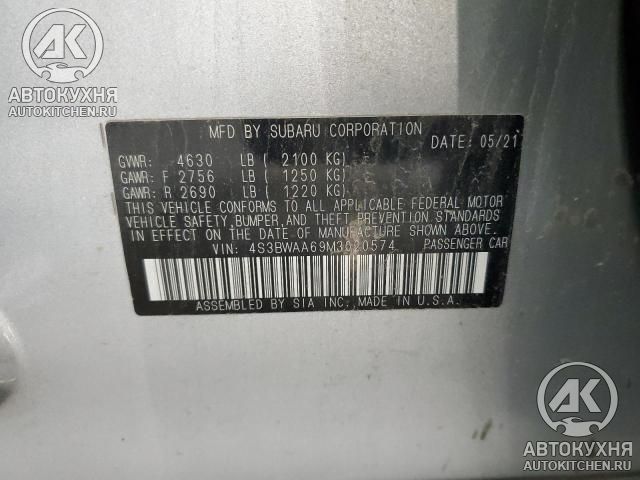 AK
АВТОКУХНЯ
AUTOKITCHEN.RU
MFD BY SUBARU CORPORATION
DATE: 05/21
GVWR: 4630 LB ( 2100 KG)
GAWR: F 2756 LB ( 1250 KG)
GAWR: R 2690 LB ( 1220 KG)
THIS VEHICLE CONFORMS TO ALL APPLICABLE FEDERAL MOTOR
VEHICLE SAFETY, BUMPER, AND THEFT PREVENTION STANDARDS
IN EFFECT ON THE DATE OF MANUFACTURE SHOWN ABOVE.
VIN: 4S3BWAA69M3020574 PASSENGER CAR
ASSEMBLED BY SIA INC. MADE IN U.S.A.
AK
АВТОКУХНЯ
AUTOKITCHEN.RU